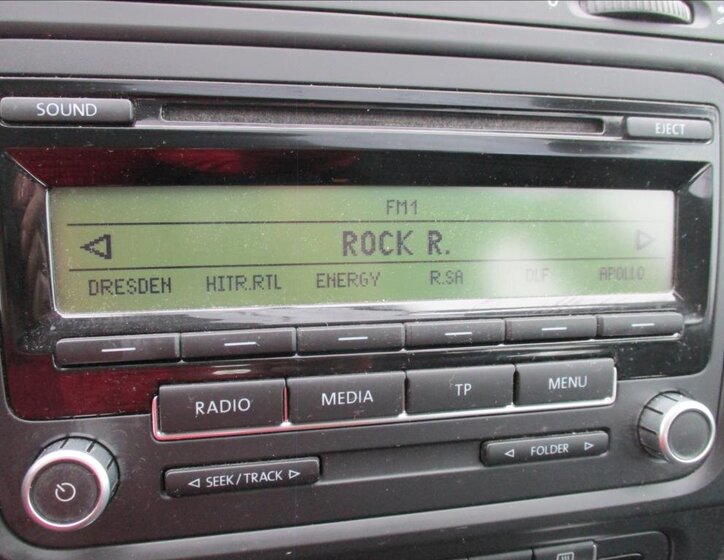 SOUND
EJECT
FM1
ROCK R.
DRESDEN HITR.RTL ENERGY R.SA DLF APOLLO
RADIO MEDIA TP MENU
SEEK/TRACK
FOLDER